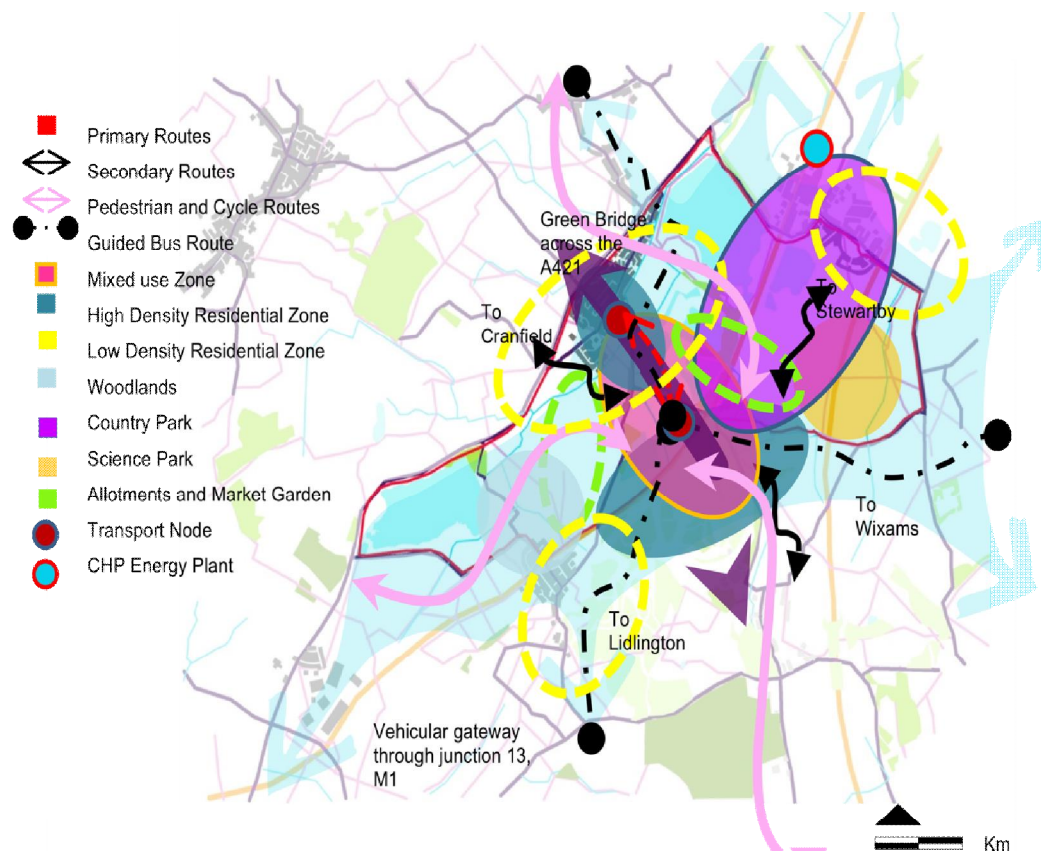 Primary Routes
Secondary Routes
Pedestrian and Cycle Routes
Guided Bus Route
Mixed use Zone
High Density Residential Zone
Low Density Residential Zone
Woodlands
Country Park
Science Park
Allotments and Market Garden
Transport Node
CHP Energy Plant
Green Bridge
across the
A421
To
Cranfield
To
Stewartby
To
Wixams
To
Lidlington
Vehicular gateway
through junction 13,
M1
Km